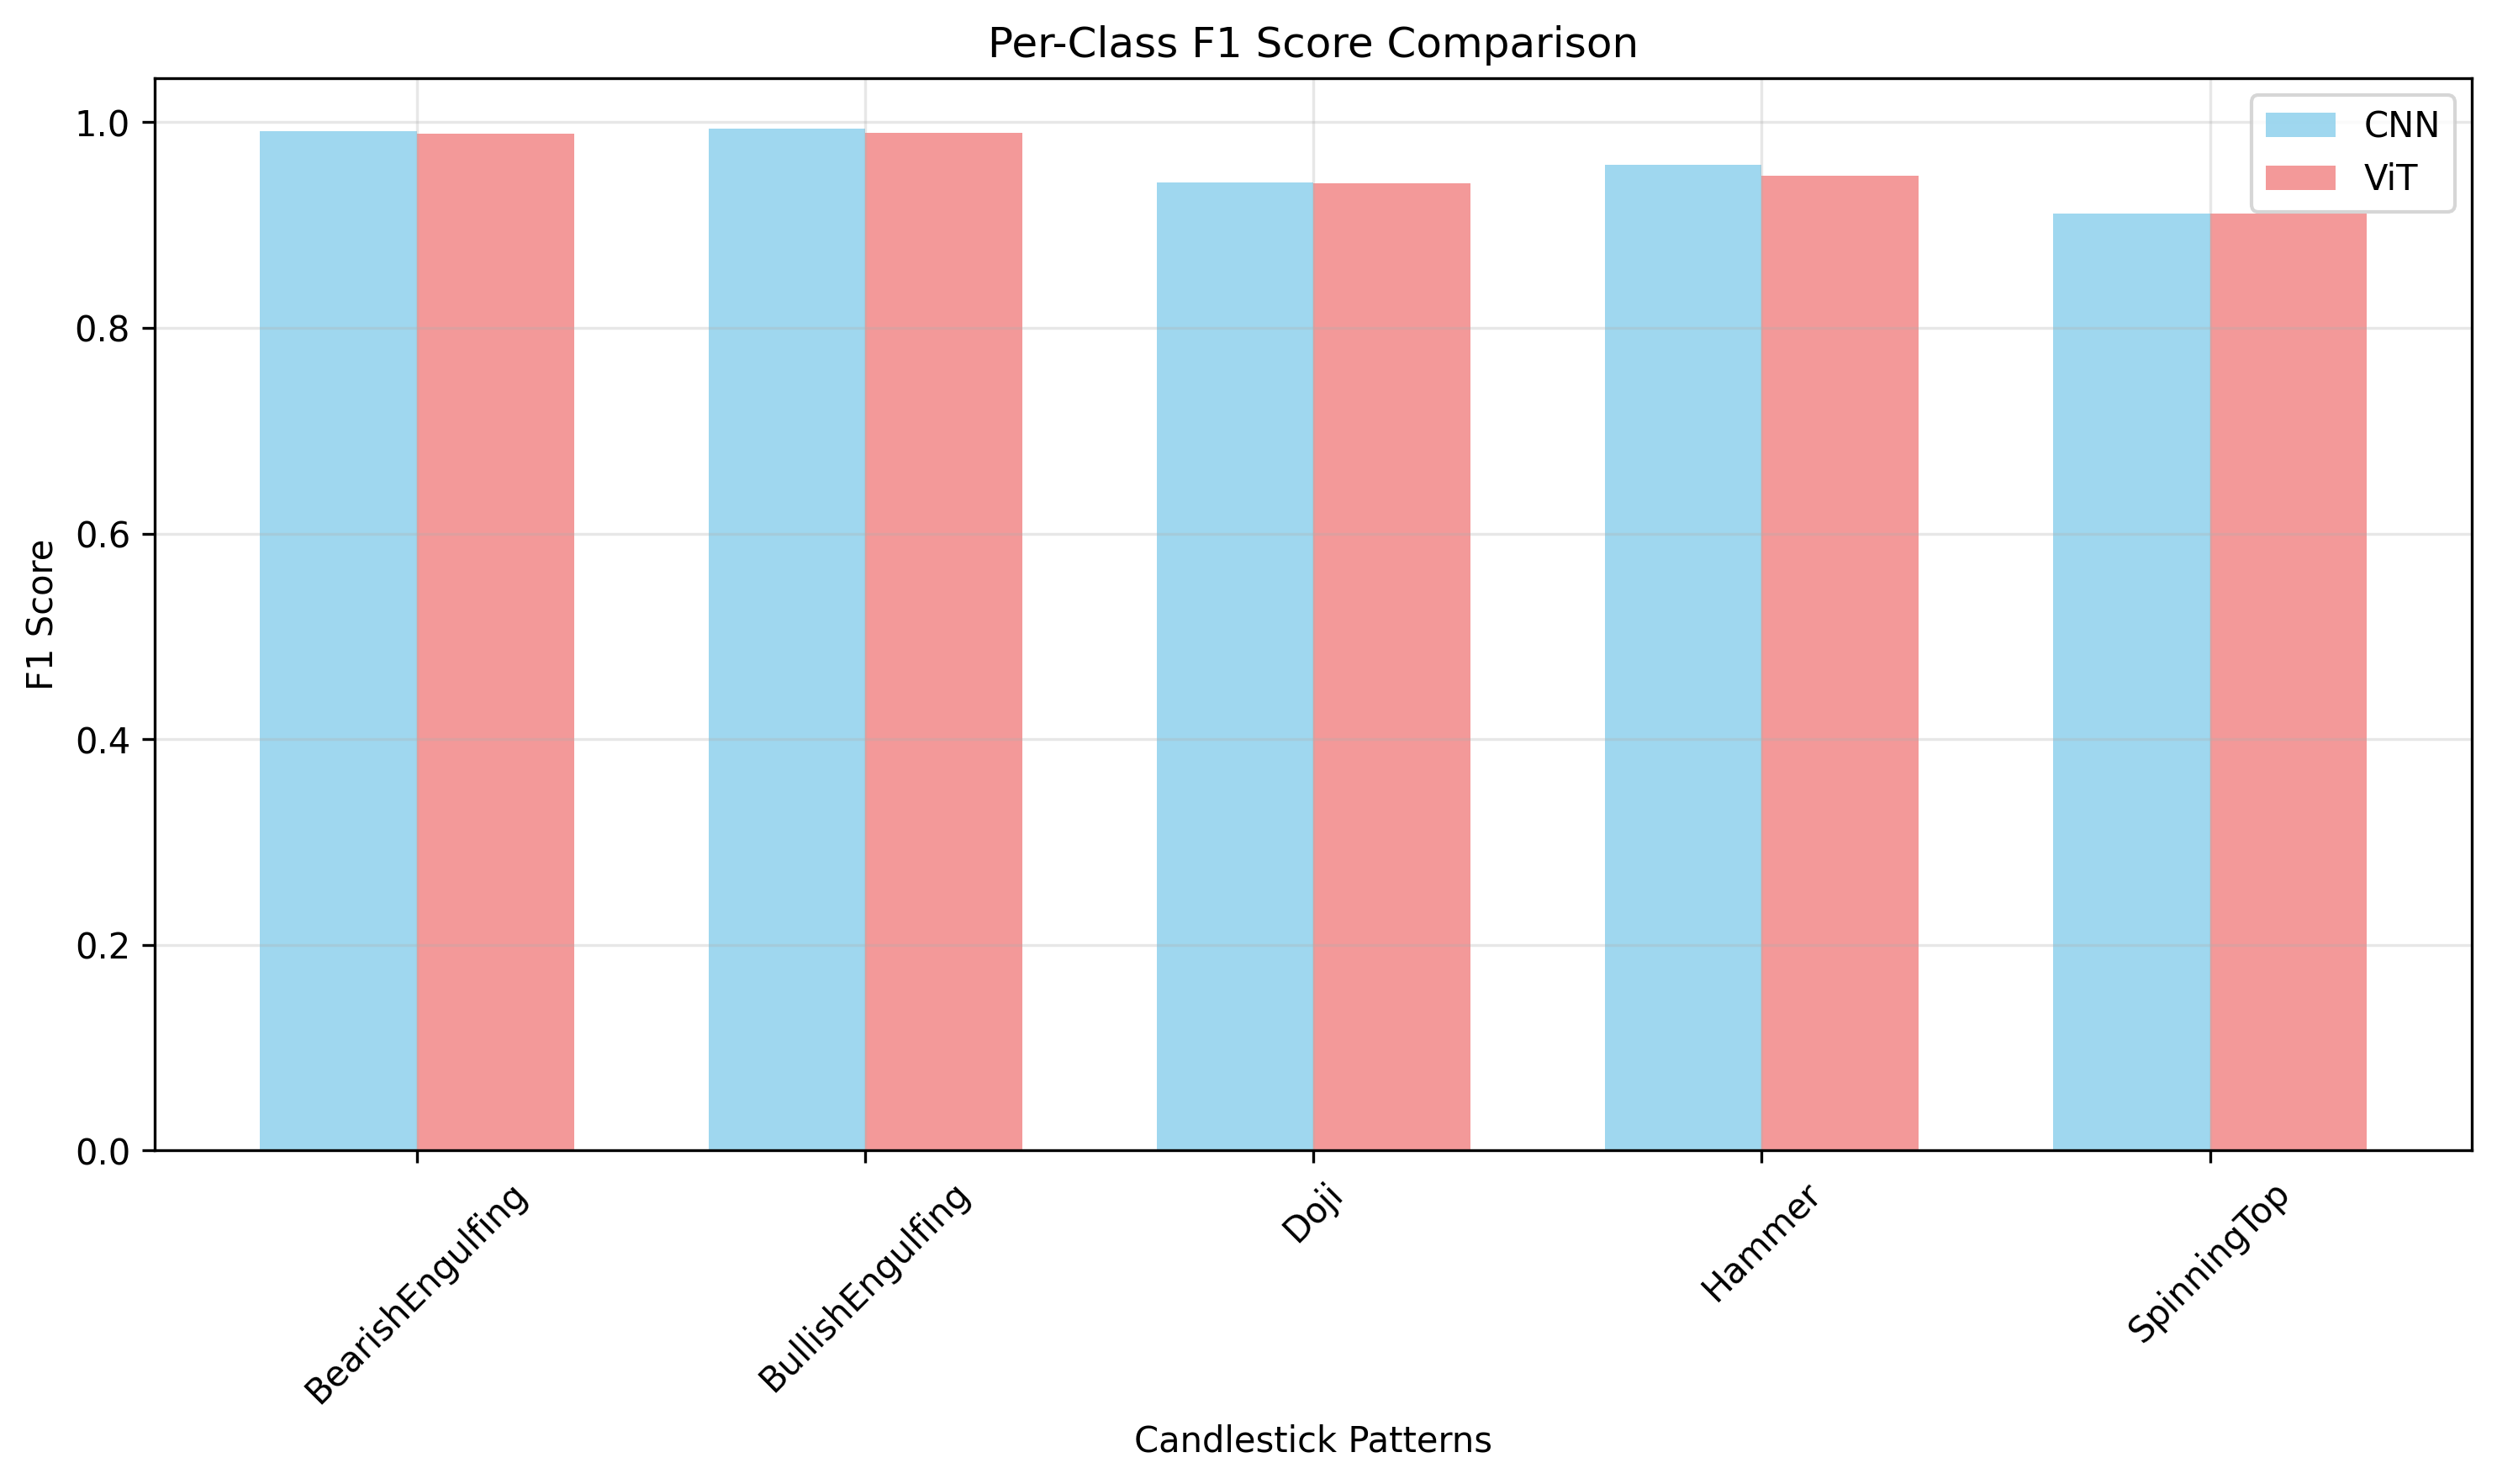 Per-Class F1 Score Comparison
CNN
ViT
F1 Score
1.0
0.8
0.6
0.4
0.2
0.0
BearishEngulfing
BullishEngulfing
Doji
Hammer
SpinningTop
Candlestick Patterns